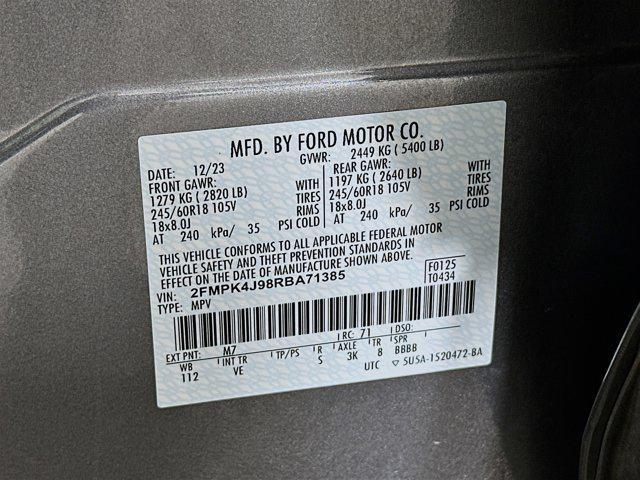 MFD. BY FORD MOTOR CO.
DATE: 12/23 GVWR: 2449 KG ( 5400 LB)
FRONT GAWR: REAR GAWR:
1279 KG ( 2820 LB) WITH 1197 KG ( 2640 LB) WITH
245/60R18 105V TIRES 245/60R18 105V TIRES
18x8.0J RIMS 18x8.0J RIMS
AT 240 kPa/ 35 PSI COLD AT 240 kPa/ 35 PSI COLD
THIS VEHICLE CONFORMS TO ALL APPLICABLE FEDERAL MOTOR
VEHICLE SAFETY AND THEFT PREVENTION STANDARDS IN
EFFECT ON THE DATE OF MANUFACTURE SHOWN ABOVE.
VIN: 2FMPK4J98RBA71385 F0125
TYPE: MPV T0434
EXT PNT: M7 RC: 71 DSO:
WB INT TR TP/PS R AXLE TR SPR
112 VE S 3K 8 BBBB
UTC ▽ 5U5A-1520472-BA